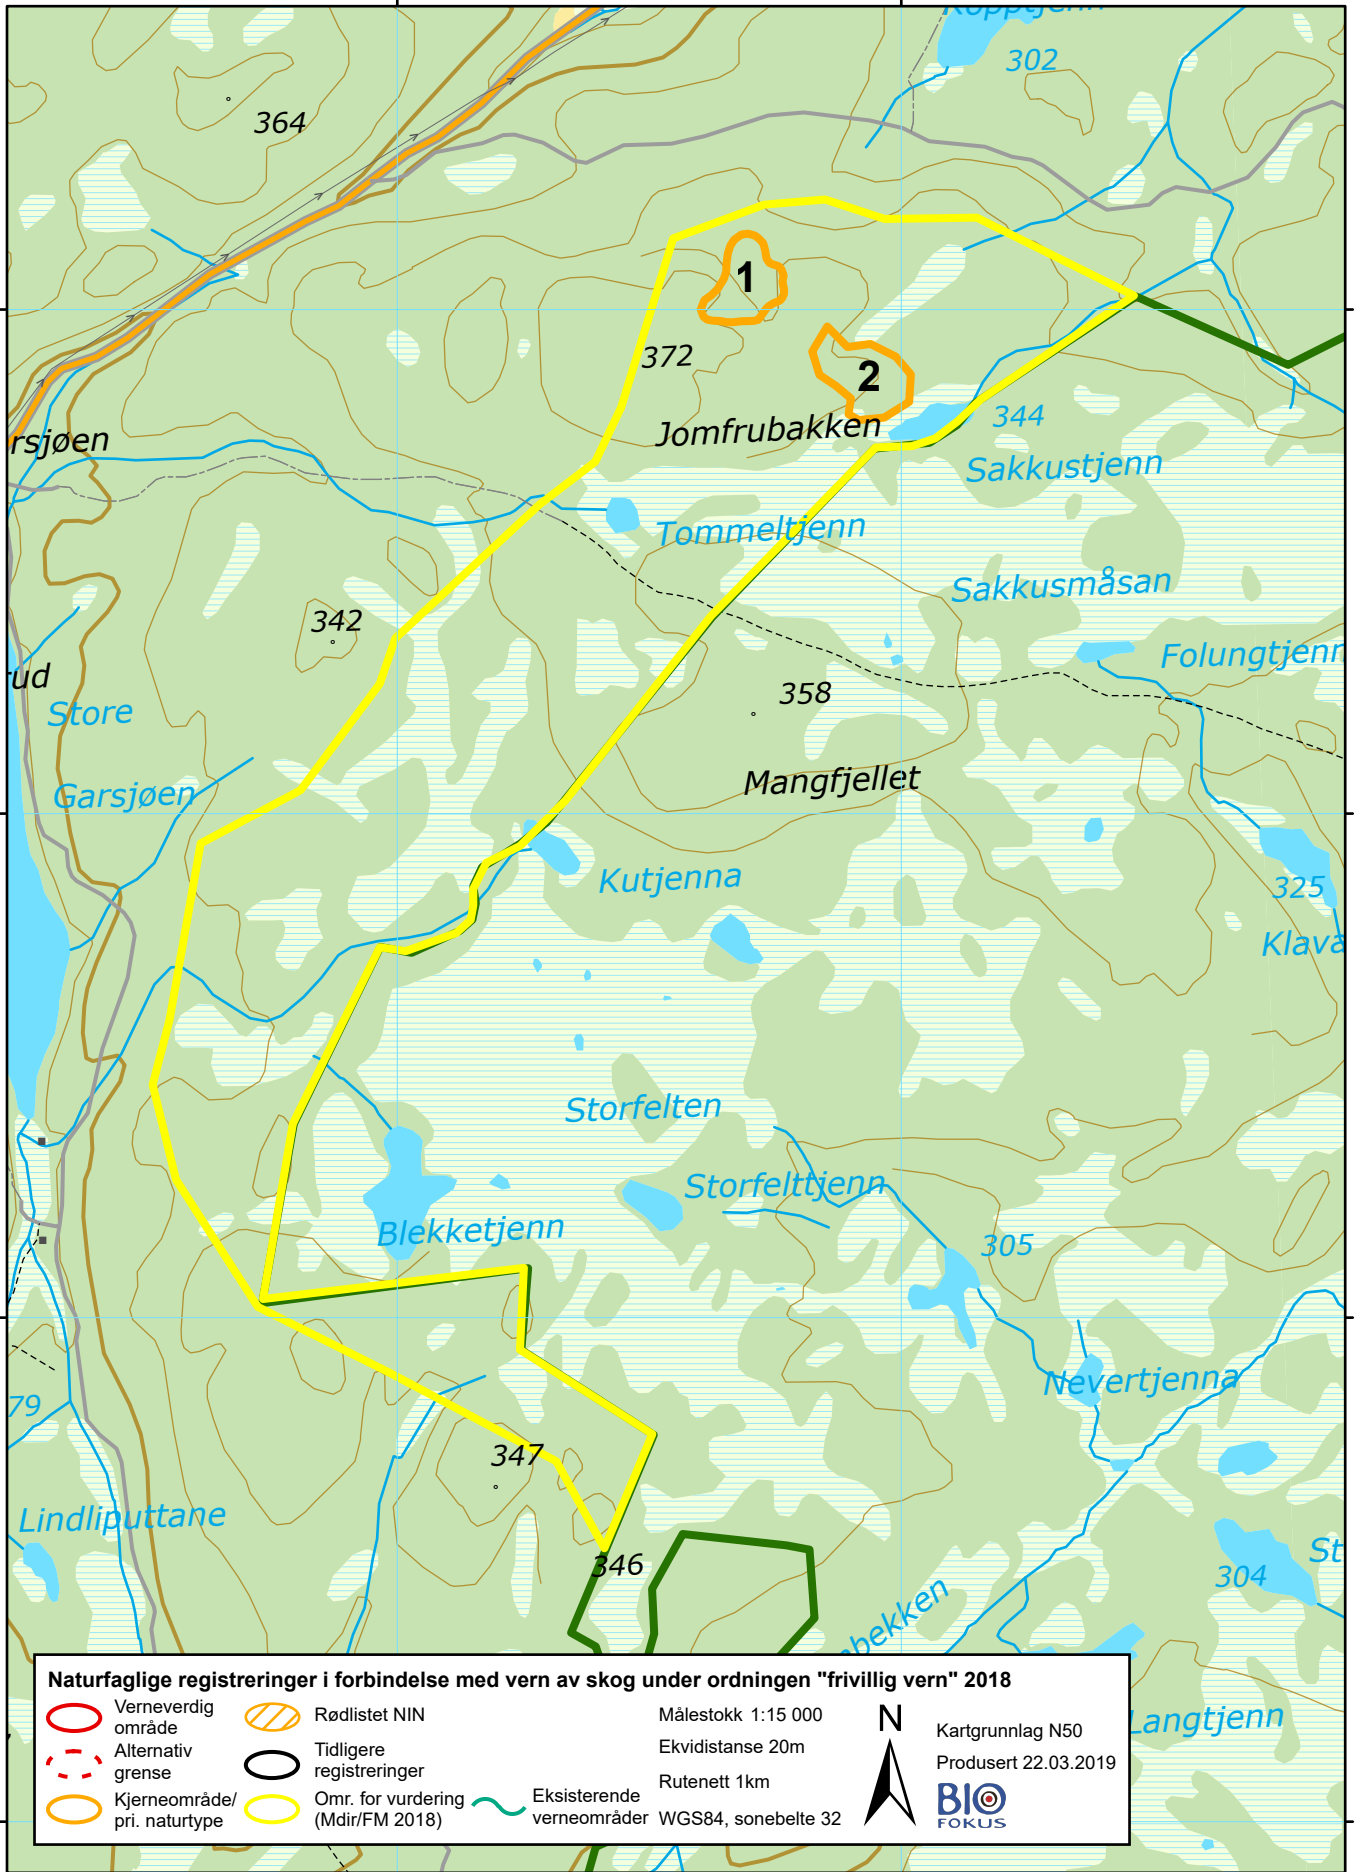 Kopptjenn
302
364
1
372
2
344
rsjøen
Jomfrubakken
Sakkustjenn
Tommeltjenn
Sakkusmåsan
342
Folungtjenn
rud
358
Store
Mangfjellet
Garsjøen
Kutjenna
325
Klava
Storfelten
Storfelttjenn
Blekketjenn
305
Nevertjenna
79
347
Lindliputtane
346
304
St
nbekken
Langtjenn
Naturfaglige registreringer i forbindelse med vern av skog under ordningen "frivillig vern" 2018
Verneverdig
område
Alternativ
grense
Kjerneområde/
pri. naturtype
Rødlistet NIN
Tidligere
registreringer
Omr. for vurdering
(Mdir/FM 2018)
Eksisterende
verneområder
Målestokk 1:15 000
Ekvidistanse 20m
Rutenett 1km
WGS84, sonebelte 32
N
Kartgrunnlag N50
Produsert 22.03.2019
BIO
FOKUS